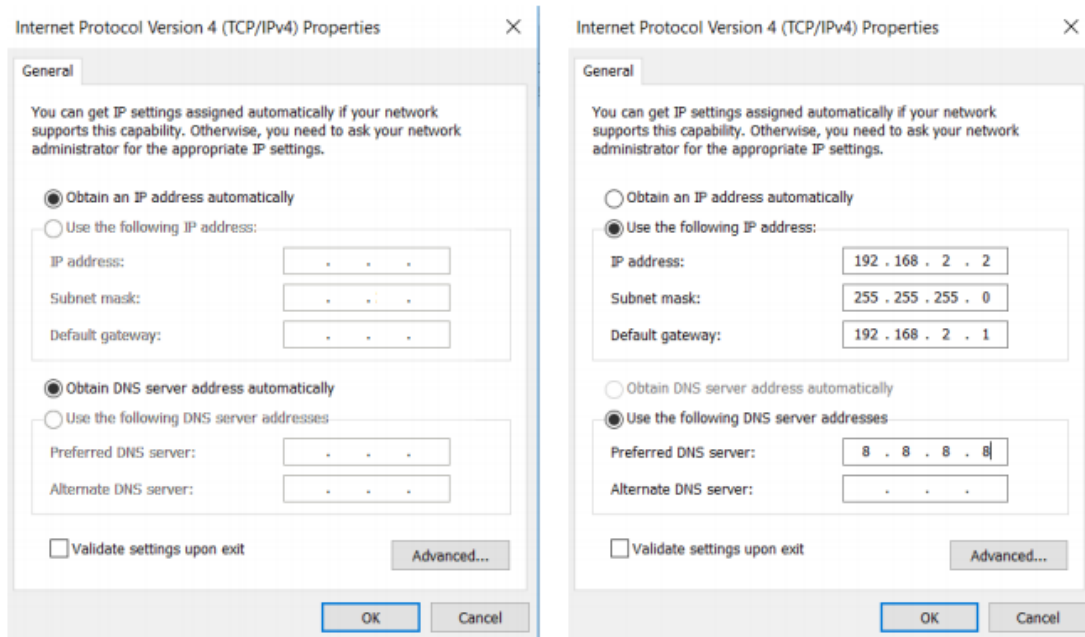 Internet Protocol Version 4 (TCP/IPv4) Properties
General
You can get IP settings assigned automatically if your network
supports this capability. Otherwise, you need to ask your network
administrator for the appropriate IP settings.
Obtain an IP address automatically
Use the following IP address:
IP address:
. . .
Subnet mask:
. . .
Default gateway:
. . .
Obtain DNS server address automatically
Use the following DNS server addresses
Preferred DNS server:
. . .
Alternate DNS server:
. . .
Validate settings upon exit
Advanced...
OK
Cancel
Internet Protocol Version 4 (TCP/IPv4) Properties
General
You can get IP settings assigned automatically if your network
supports this capability. Otherwise, you need to ask your network
administrator for the appropriate IP settings.
Obtain an IP address automatically
Use the following IP address:
IP address:
192 . 168 . 2 . 2
Subnet mask:
255 . 255 . 255 . 0
Default gateway:
192 . 168 . 2 . 1
Obtain DNS server address automatically
Use the following DNS server addresses
Preferred DNS server:
8 . 8 . 8 . 8
Alternate DNS server:
. . .
Validate settings upon exit
Advanced...
OK
Cancel